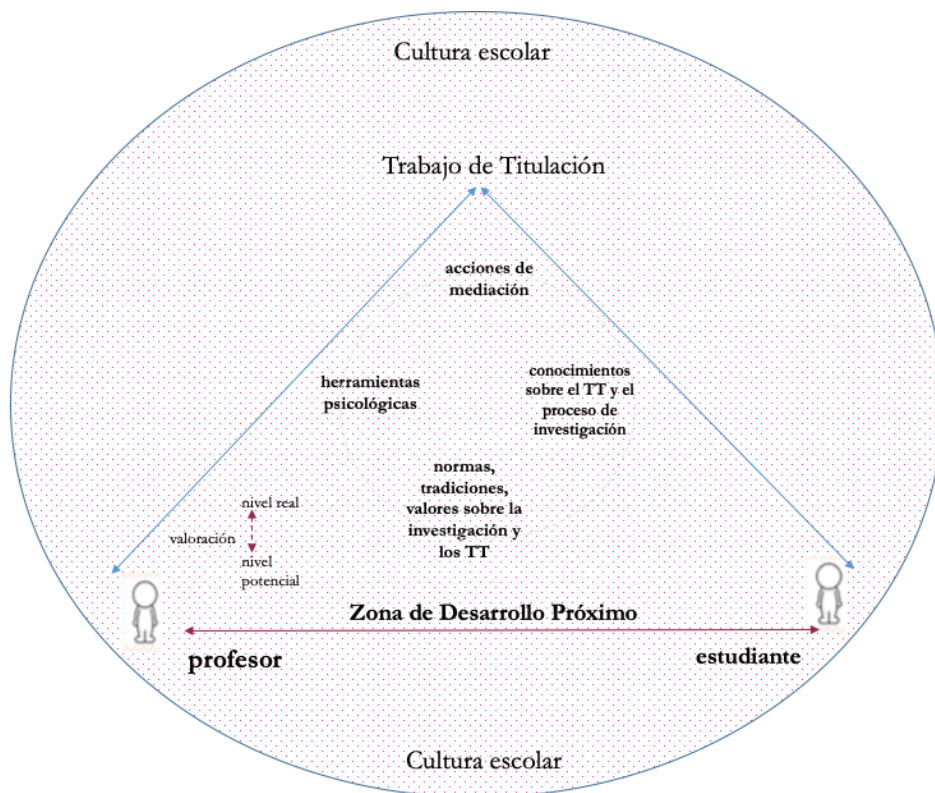 Cultura escolar
Trabajo de Titulación
acciones de
mediación
herramientas
psicológicas
conocimientos
sobre el TT y el
proceso de
investigación
normas,
tradiciones,
valores sobre la
investigación y
los TT
nivel real
valoración
nivel
potencial
Zona de Desarrollo Próximo
profesor
estudiante
Cultura escolar